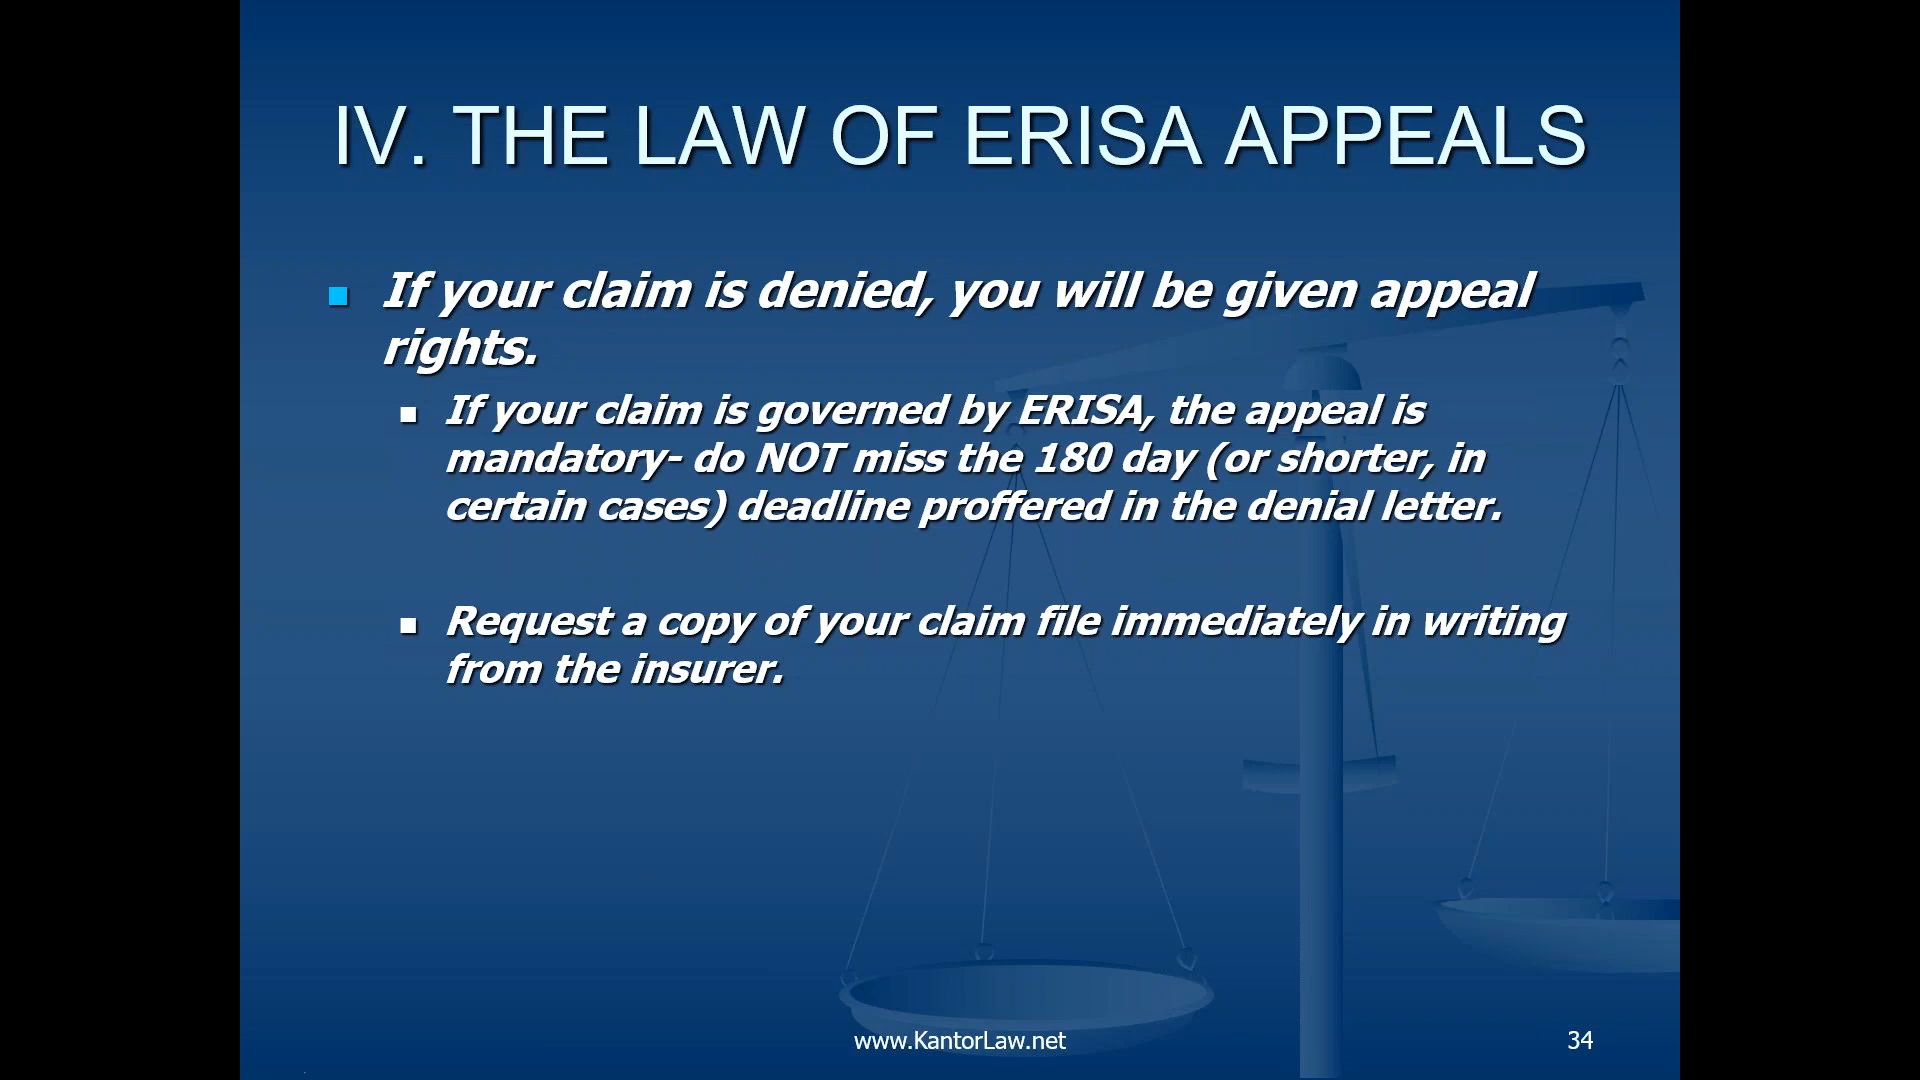 IV. THE LAW OF ERISA APPEALS
If your claim is denied, you will be given appeal
rights.
If your claim is governed by ERISA, the appeal is
mandatory- do NOT miss the 180 day (or shorter, in
certain cases) deadline proffered in the denial letter.
Request a copy of your claim file immediately in writing
from the insurer.
www.KantorLaw.net
34